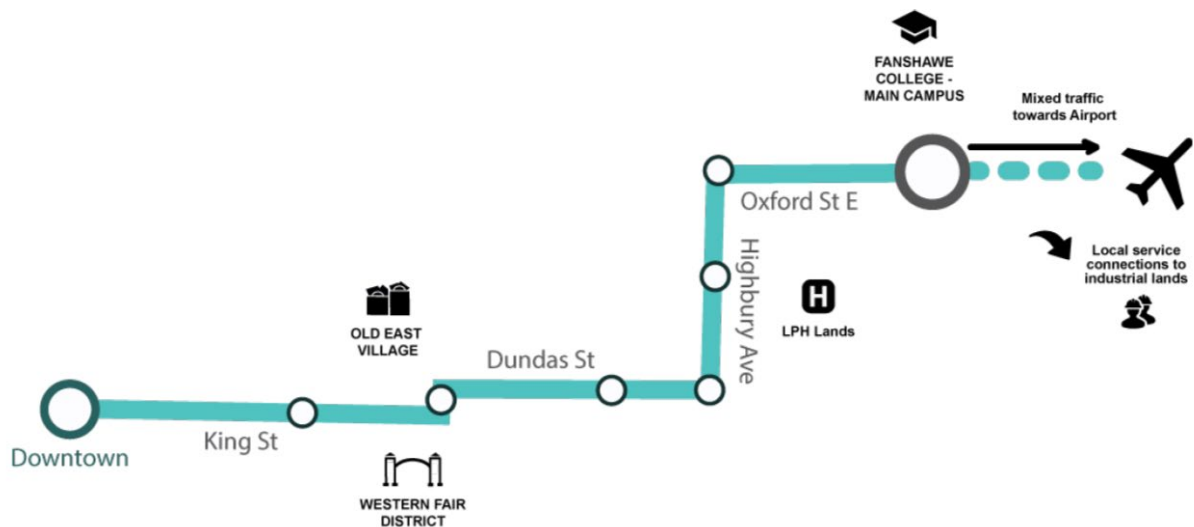 FANSHAWE
COLLEGE -
MAIN CAMPUS
Mixed traffic
towards Airport
Oxford St E
Highbury Ave
Local service
connections to
industrial lands
H
LPH Lands
OLD EAST
VILLAGE
Dundas St
King St
Downtown
WESTERN FAIR
DISTRICT